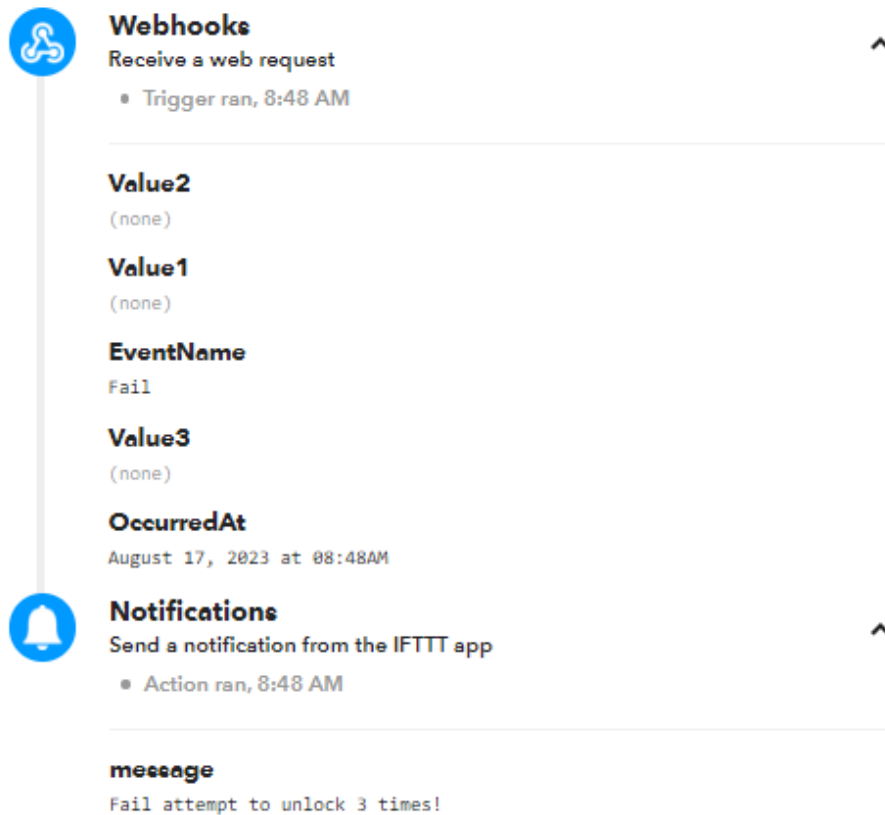 Webhooks
Receive a web request
Trigger ran, 8:48 AM
Value2
(none)
Value1
(none)
EventName
Fail
Value3
(none)
OccurredAt
August 17, 2023 at 08:48AM
Notifications
Send a notification from the IFTTT app
Action ran, 8:48 AM
message
Fail attempt to unlock 3 times!